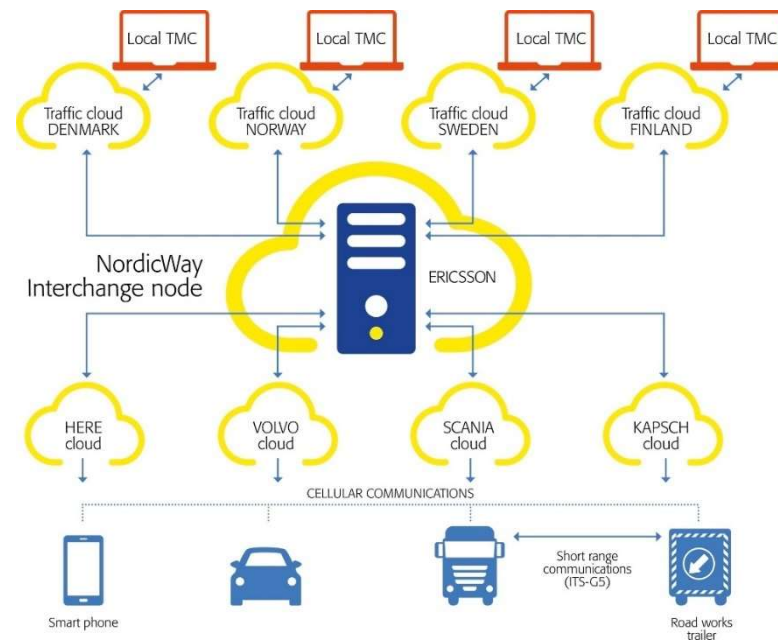 Local TMC
Local TMC
Local TMC
Local TMC
Traffic cloud
DENMARK
Traffic cloud
NORWAY
Traffic cloud
SWEDEN
Traffic cloud
FINLAND
NordicWay
Interchange node
ERICSSON
HERE
cloud
VOLVO
cloud
SCANIA
cloud
KAPSCH
cloud
CELLULAR COMMUNICATIONS
Short range
communications
(ITS-G5)
Smart phone
Road works
trailer